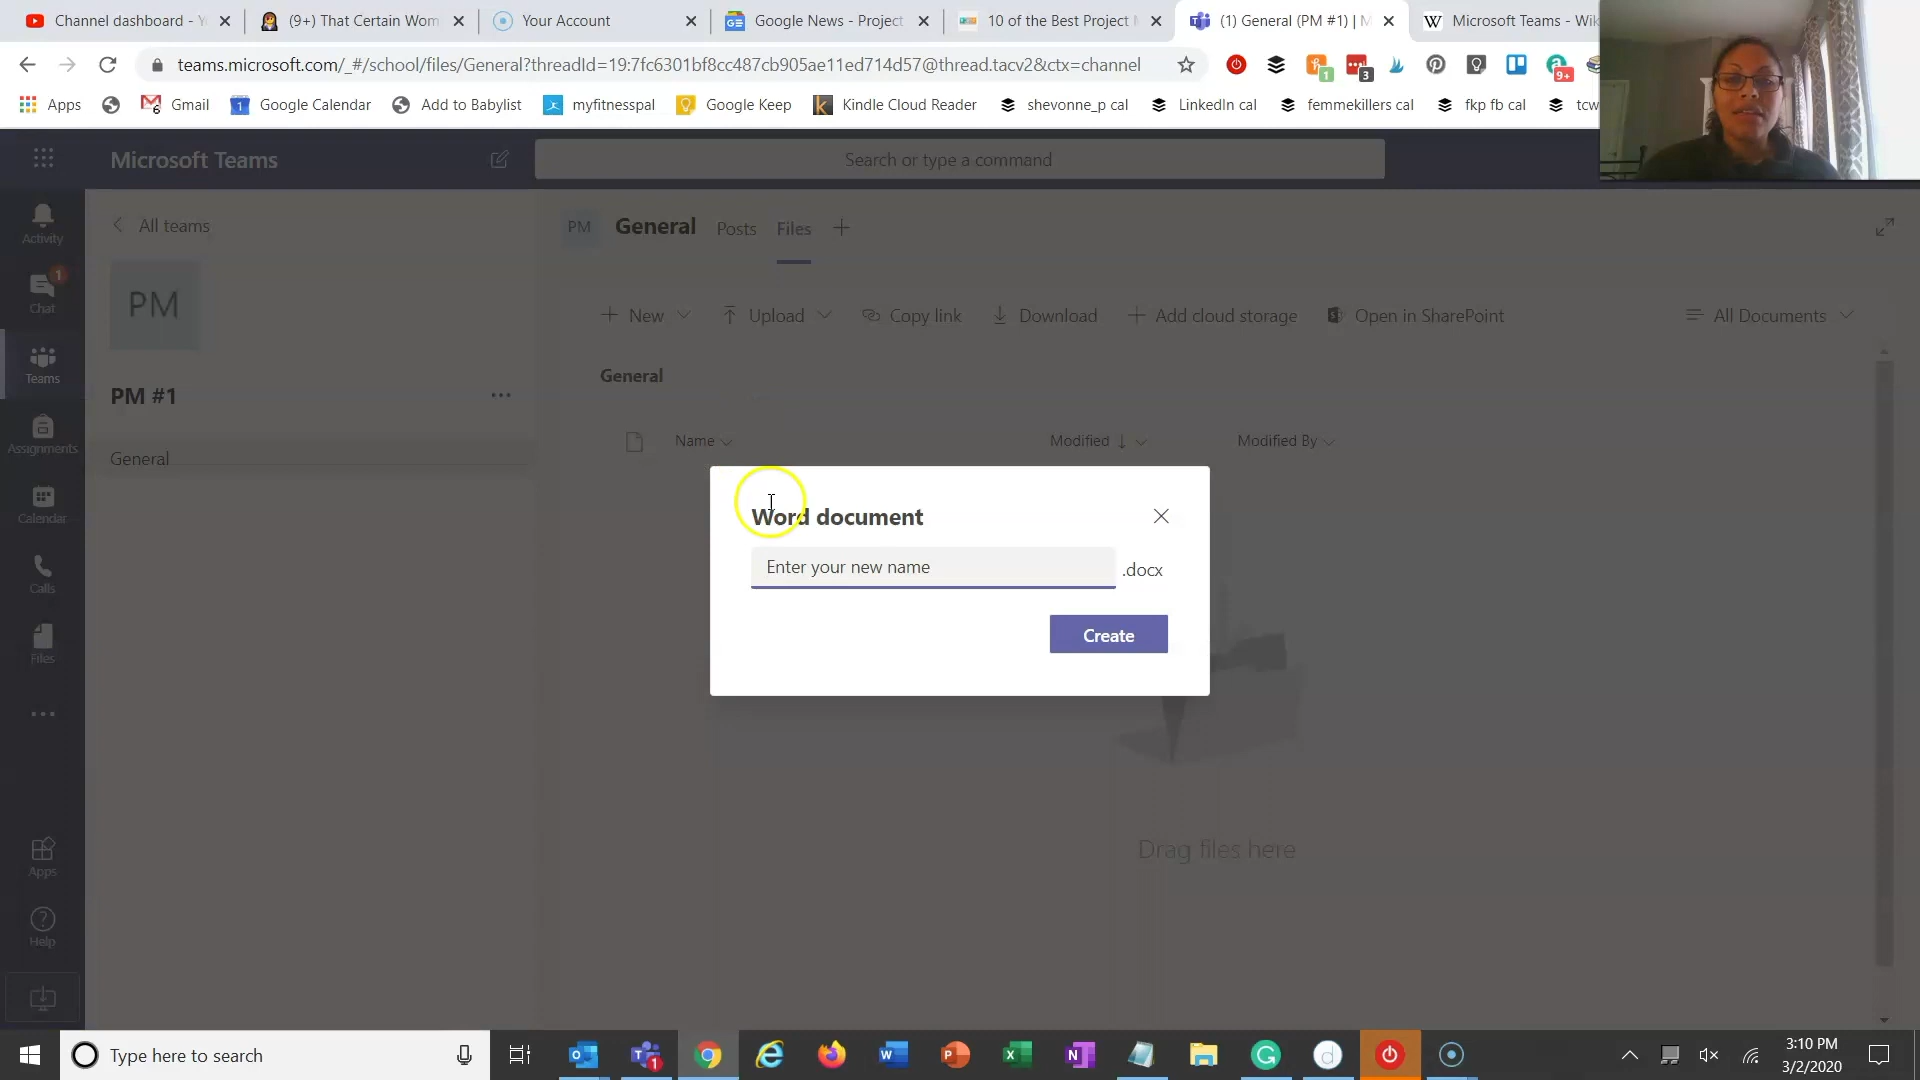 Channel dashboard - Y
(9+) That Certain Wom
Your Account
Google News - Project
10 of the Best Project M
(1) General (PM #1) | M
W Microsoft Teams - Wik
teams.microsoft.com/_#/school/files/General?threadId=19:7fc6301bf8cc487cb905ae11ed714d57@thread.tacv2&ctx=channel
1
3
9+
Apps
Gmail
Google Calendar
Add to Babylist
myfitnesspal
Google Keep
Kindle Cloud Reader
shevonne_p cal
LinkedIn cal
femmekillers cal
fkp fb cal
tcw
Microsoft Teams
Search or type a command
Activity
Chat
1
Teams
Assignments
Calendar
Calls
Files
Apps
Help
All teams
PM
PM #1
General
PM General Posts Files
New
Upload
Copy link
Download
Add cloud storage
Open in SharePoint
All Documents
General
Name
Modified
Modified By
Word document
Enter your new name
.docx
Create
Drag files here
Type here to search
3:10 PM
3/2/2020